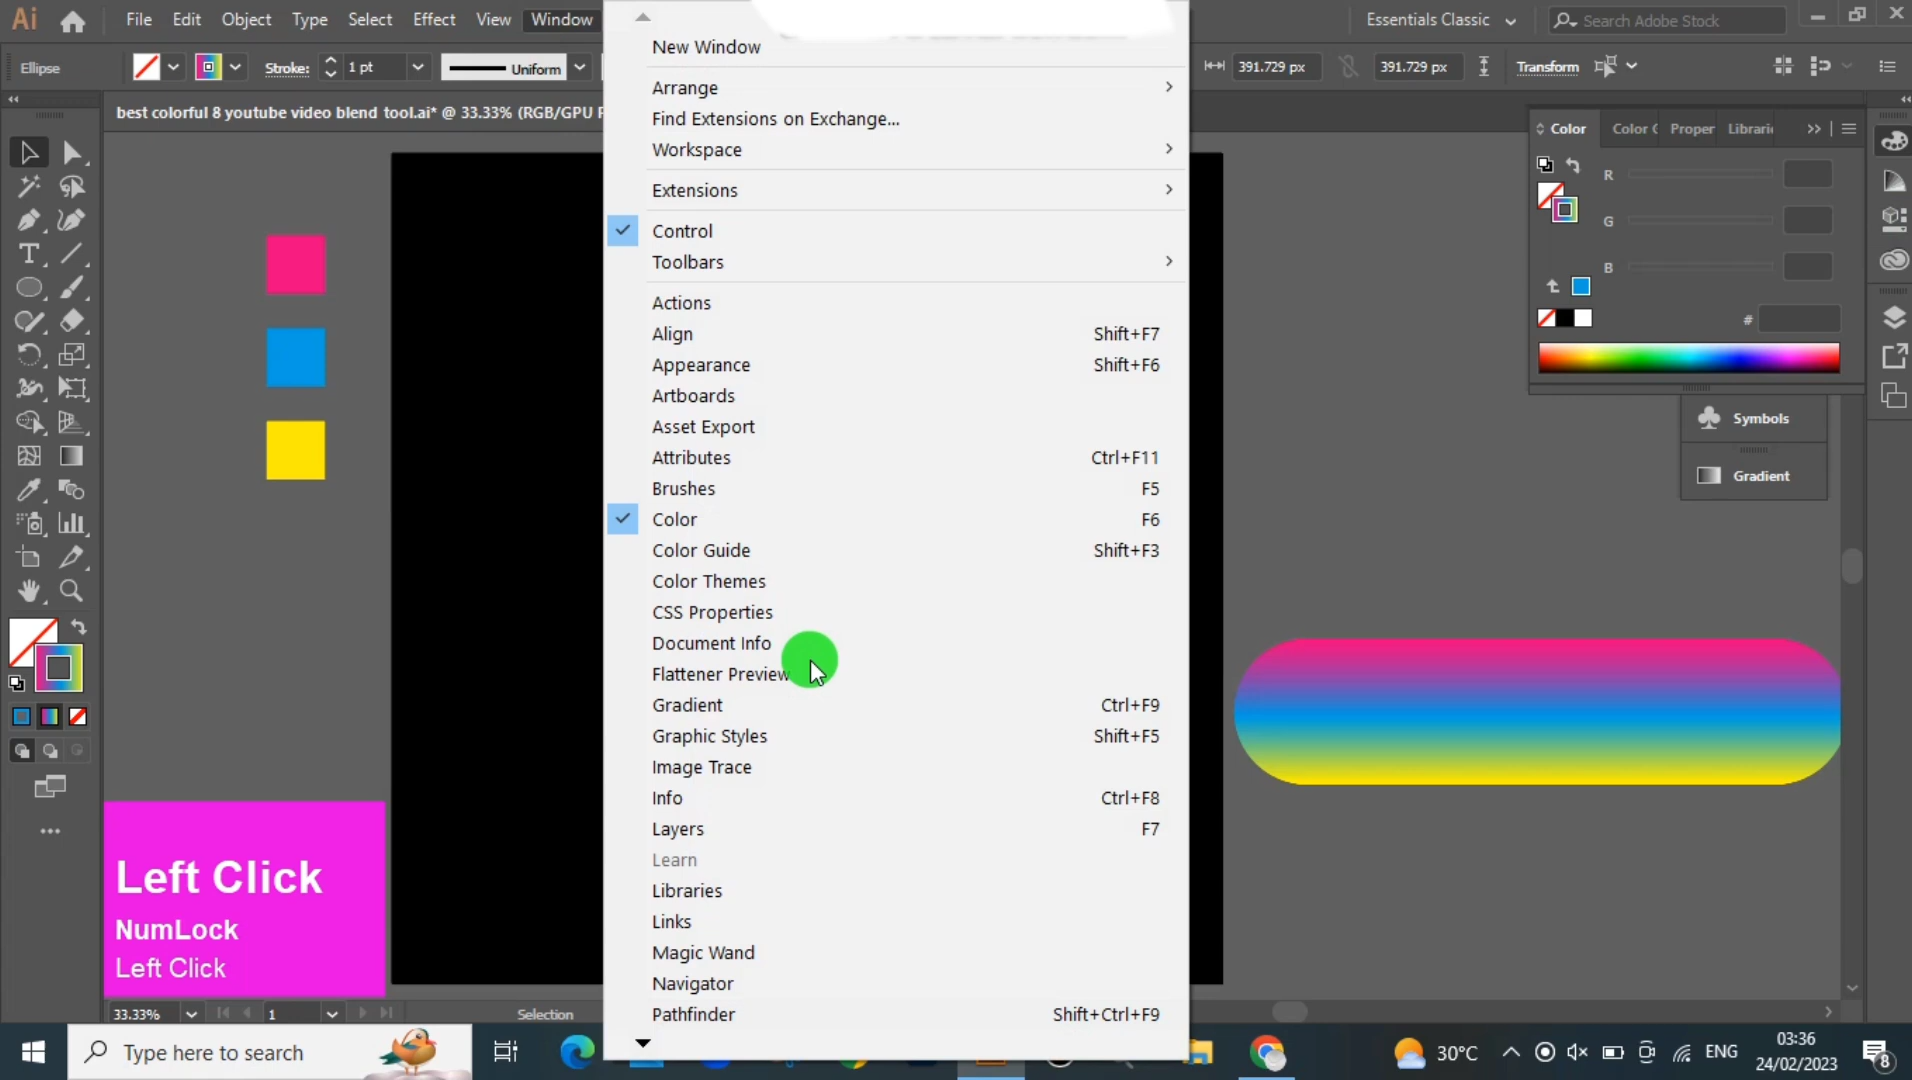 Ai
File Edit Object Type Select Effect View Window
Essentials Classic
Search Adobe Stock
Ellipse
Stroke:
1 pt
Uniform
391.729 px
391.729 px
Transform
best colorful 8 youtube video blend tool.ai* @ 33.33% (RGB/GPU
New Window
Arrange
Find Extensions on Exchange...
Workspace
Extensions
Control
Toolbars
Actions
Align Shift+F7
Appearance Shift+F6
Artboards
Asset Export
Attributes Ctrl+F11
Brushes F5
Color F6
Color Guide Shift+F3
Color Themes
CSS Properties
Document Info
Flattener Preview
Gradient Ctrl+F9
Graphic Styles Shift+F5
Image Trace
Info Ctrl+F8
Layers F7
Learn
Libraries
Links
Magic Wand
Navigator
Pathfinder Shift+Ctrl+F9
Color Color Proper Librari
R
G
B
#
Symbols
Gradient
Left Click
NumLock
Left Click
33.33%
1
Selection
Type here to search
30°C
ENG
03:36
24/02/2023
8